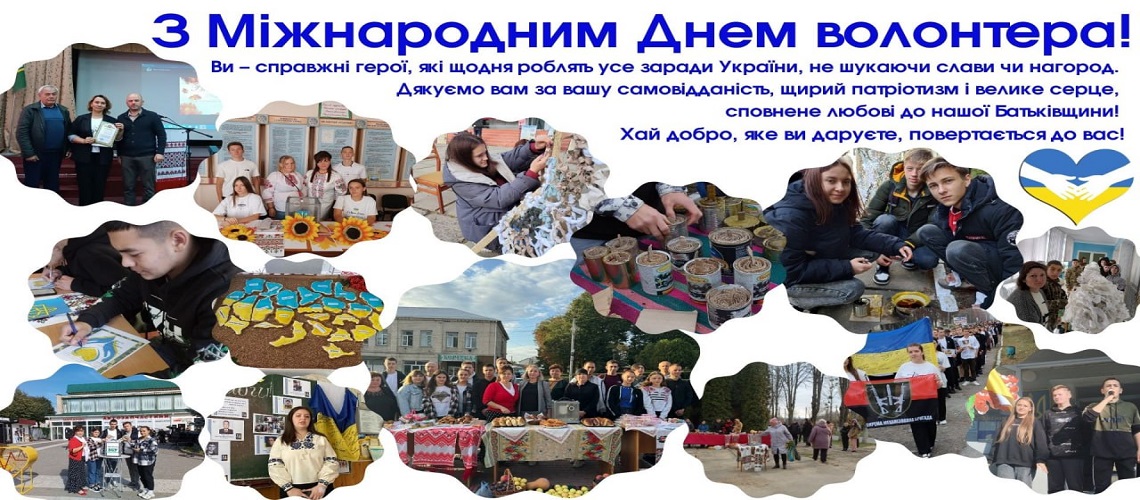 З Міжнародним Днем волонтера!
Ви – справжні герої, які щодня роблять усе заради України, не шукаючи слави чи нагород.
Дякуємо вам за вашу самовідданість, щирий патріотизм і велике серце,
сповнене любові до нашої Батьківщини!
Хай добро, яке ви даруєте, повертається до вас!